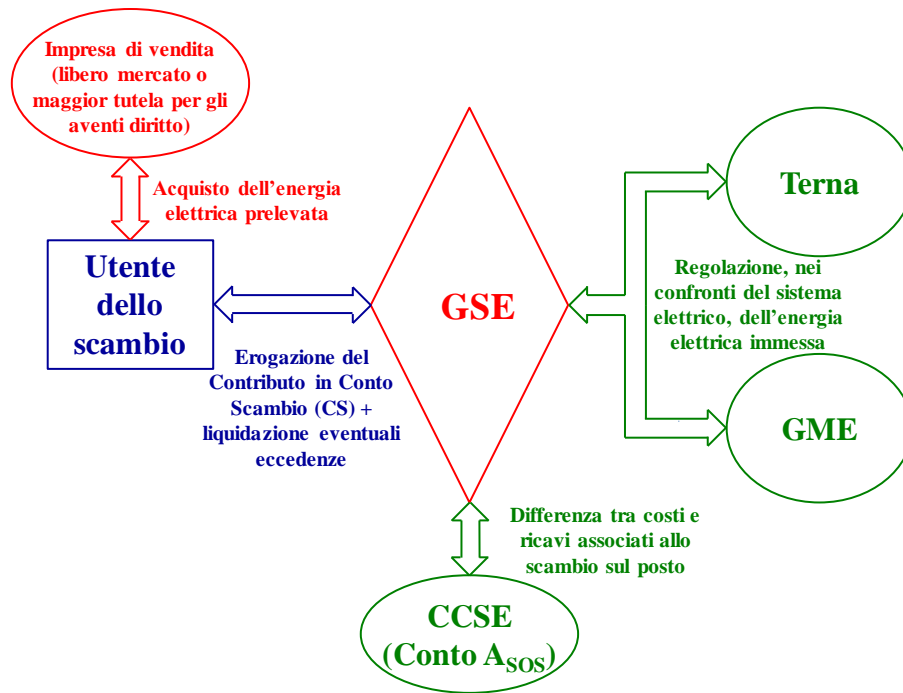 Impresa di vendita
(libero mercato o
maggior tutela per gli
aventi diritto)
Acquisto dell'energia
elettrica prelevata
Utente
dello
scambio
Erogazione del
Contributo in Conto
Scambio (CS) +
liquidazione eventuali
eccedenze
GSE
Terna
Regolazione, nei
confronti del sistema
elettrico, dell'energia
elettrica immessa
GME
Differenza tra costi e
ricavi associati allo
scambio sul posto
CCSE
(Conto ASOS)